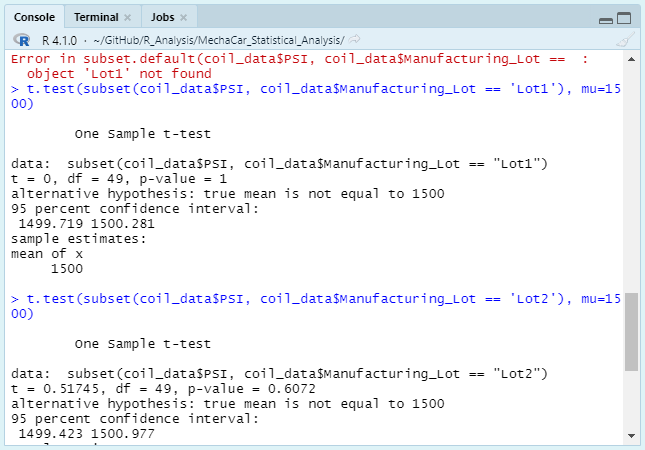 Console Terminal × Jobs ×
R 4.1.0 · ~/GitHub/R_Analysis/MechaCar_Statistical_Analysis/
Error in subset.default(coil_data$PSI, coil_data$Manufacturing_Lot ==  :
  object 'Lot1' not found
> t.test(subset(coil_data$PSI, coil_data$Manufacturing_Lot == 'Lot1'), mu=15
00)
        One Sample t-test
data:  subset(coil_data$PSI, coil_data$Manufacturing_Lot == "Lot1")
t = 0, df = 49, p-value = 1
alternative hypothesis: true mean is not equal to 1500
95 percent confidence interval:
 1499.719 1500.281
sample estimates:
mean of x
     1500
> t.test(subset(coil_data$PSI, coil_data$Manufacturing_Lot == 'Lot2'), mu=15
00)
        One Sample t-test
data:  subset(coil_data$PSI, coil_data$Manufacturing_Lot == "Lot2")
t = 0.51745, df = 49, p-value = 0.6072
alternative hypothesis: true mean is not equal to 1500
95 percent confidence interval:
 1499.423 1500.977